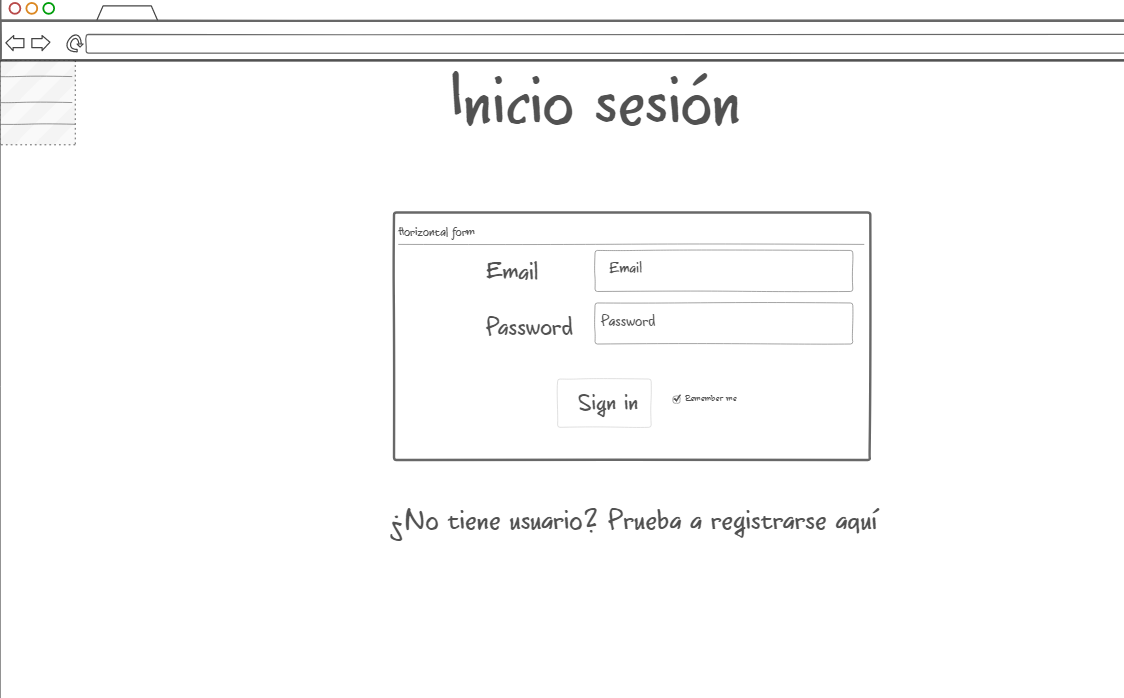 Inicio sesión
Horizontal form
Email
Email
Password
Password
Sign in
Remember me
¿No tiene usuario? Prueba a registrarse aquí